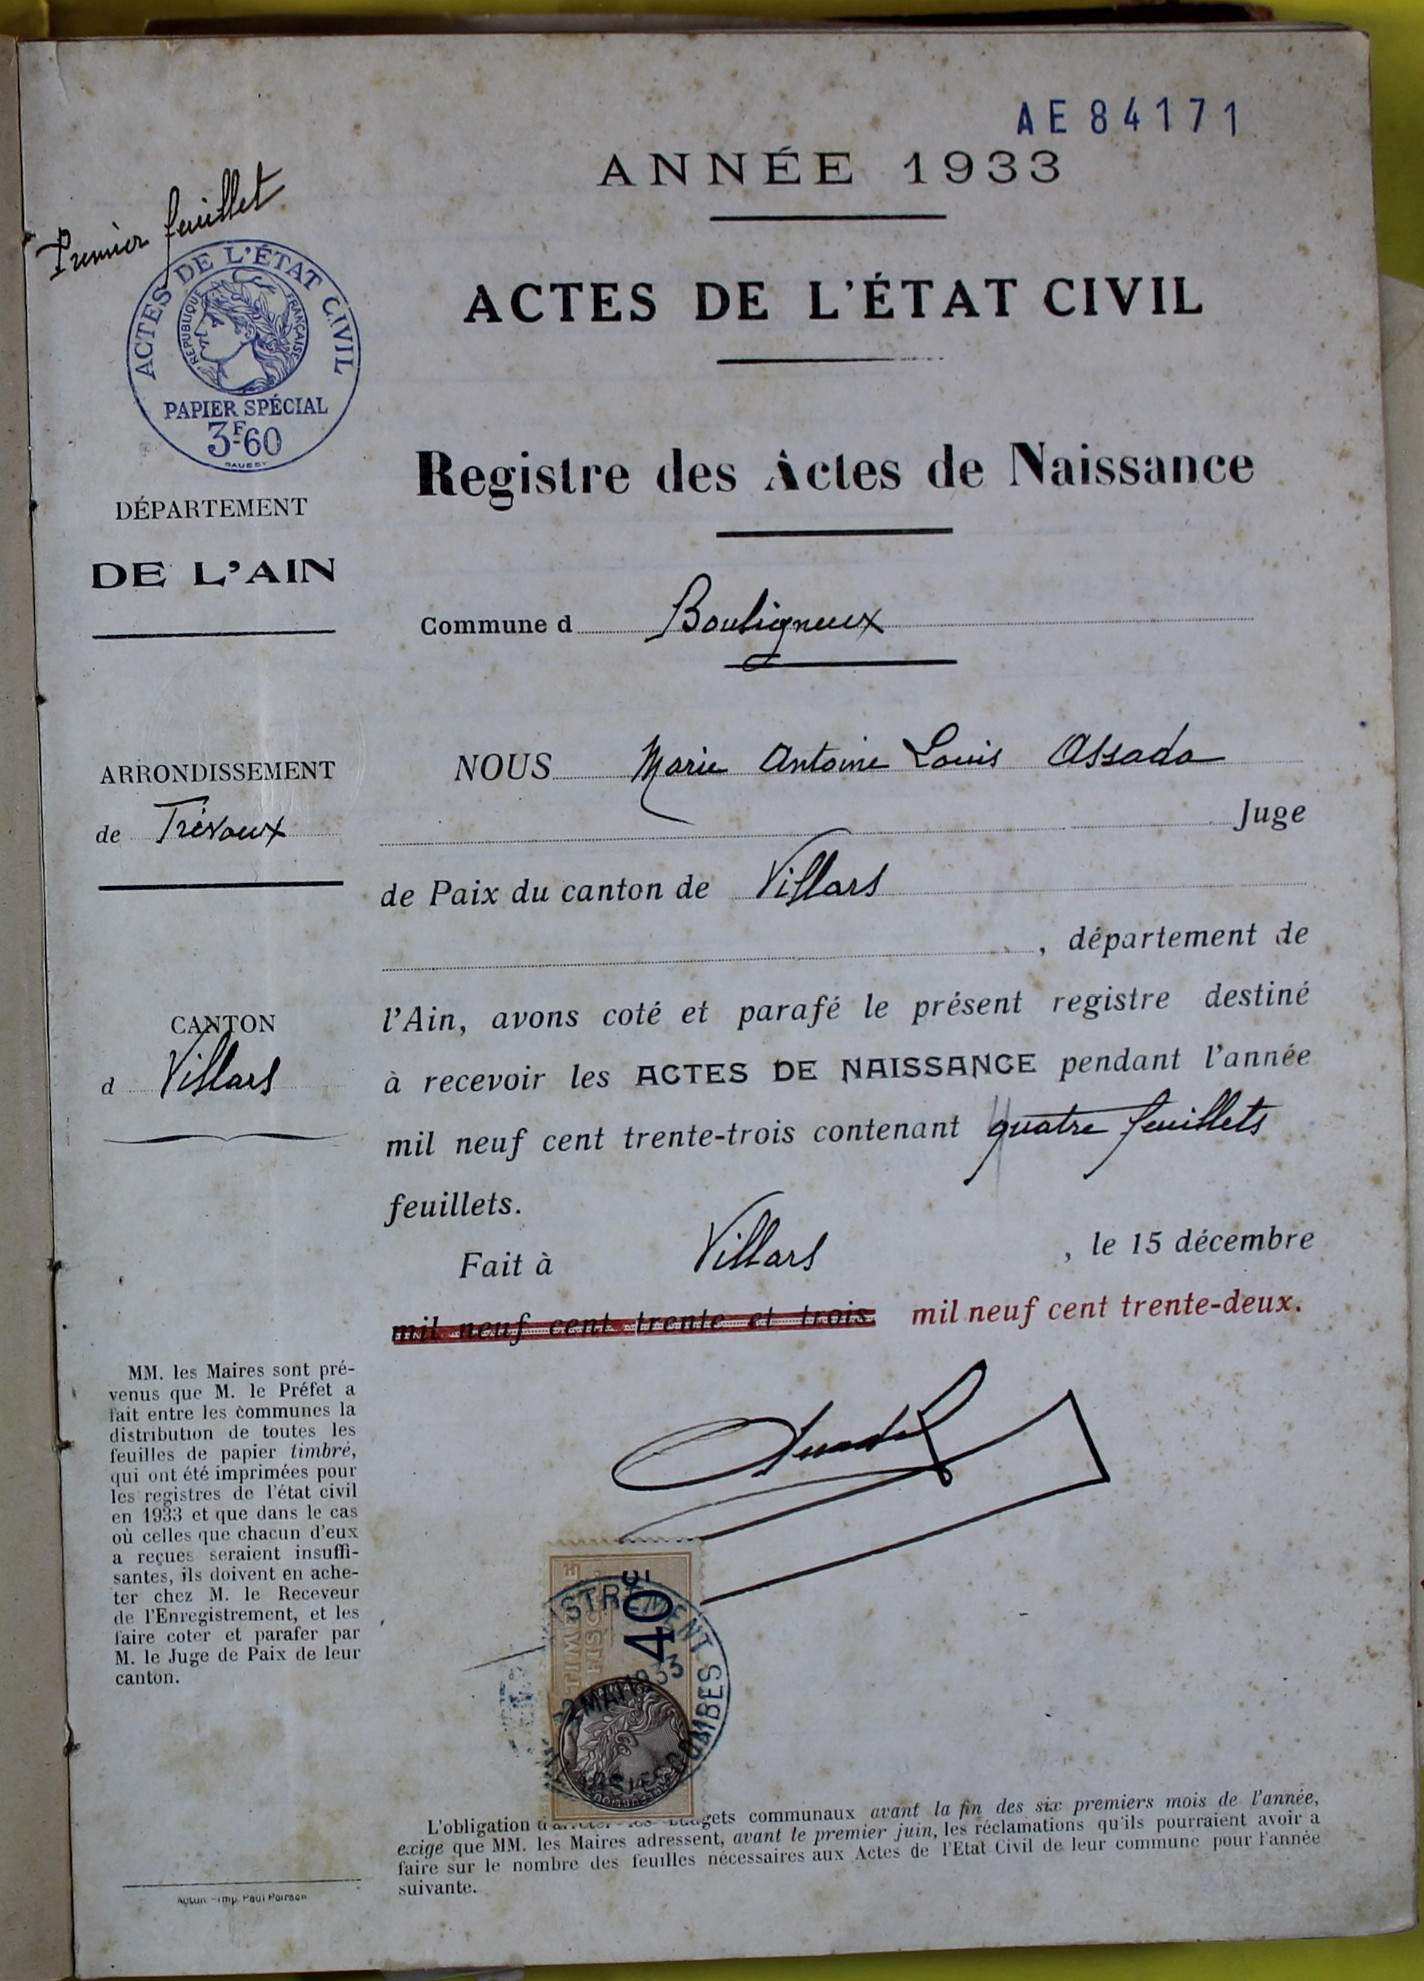 AE 84171
ANNÉE 1933
Premier feuillet
ACTES DE L'ÉTAT CIVIL
RÉPUBLIQUE FRANÇAISE
PAPIER SPÉCIAL
3F60
ACTES DE L'ÉTAT CIVIL
Registre des Actes de Naissance
DÉPARTEMENT
DE L'AIN
Commune d Bouligneux
ARRONDISSEMENT
de Trévoux
NOUS Marie Antoine Louis Assada
Juge
de Paix du canton de Villars
, département de
CANTON
d Villars
l'Ain, avons coté et parafé le présent registre destiné
à recevoir les ACTES DE NAISSANCE pendant l'année
mil neuf cent trente-trois contenant quatre feuillets
feuillets.
Fait à Villars , le 15 décembre
mil neuf cent trente et trois mil neuf cent trente-deux.
MM. les Maires sont pré-
venus que M. le Préfet a
fait entre les communes la
distribution de toutes les
feuilles de papier timbré,
qui ont été imprimées pour
les registres de l'état civil
en 1933 et que dans le cas
où celles que chacun d'eux
a reçues seraient insuffi-
santes, ils doivent en ache-
ter chez M. le Receveur
de l'Enregistrement, et les
faire coter et parafer par
M. le Juge de Paix de leur
canton.
TIMBRE
FISC
40
STREMENT
1933
OMBES
L'obligation budgets communaux avant la fin des six premiers mois de l'année,
exige que MM. les Maires adressent, avant le premier juin, les réclamations qu'ils pourraient avoir a
faire sur le nombre des feuilles nécessaires aux Actes de l'Etat Civil de leur commune pour l'année
suivante.
Imp. Paul